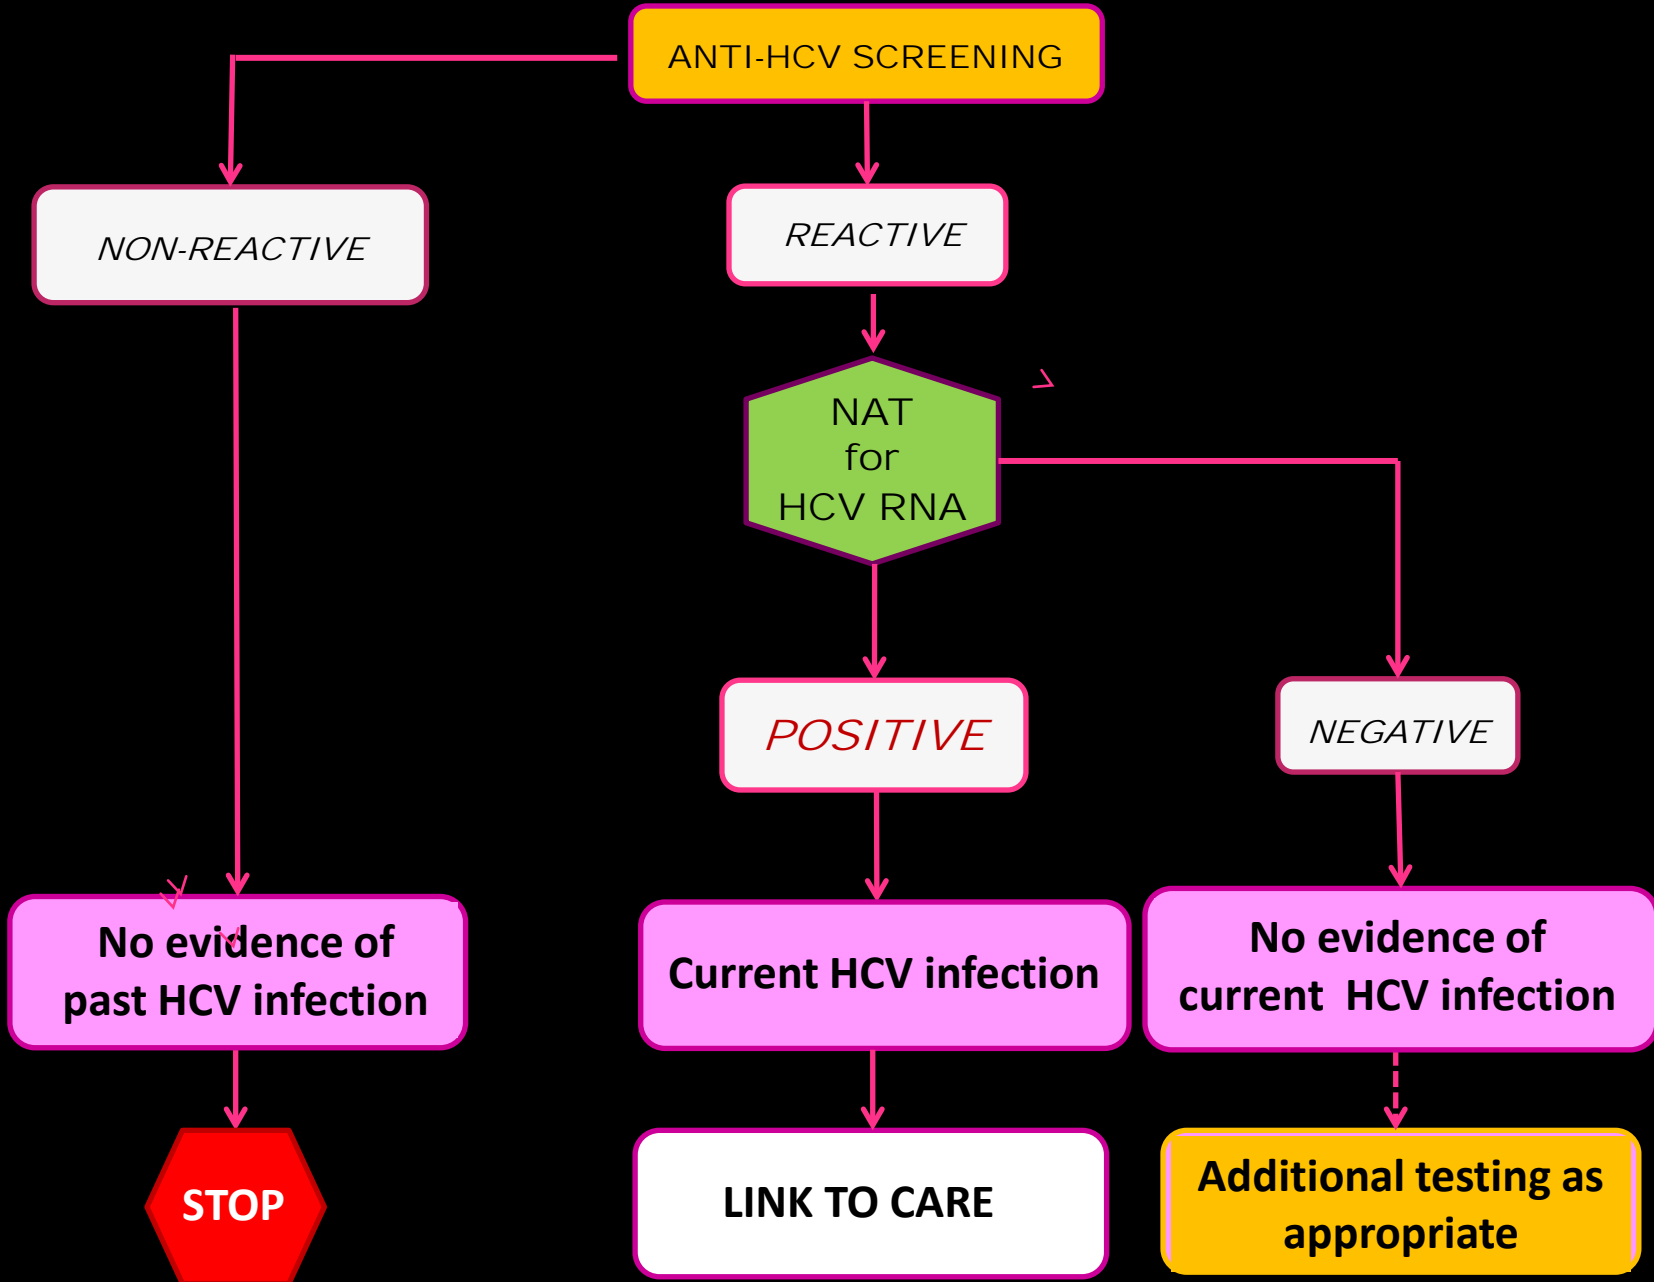 ANTI-HCV SCREENING
NON-REACTIVE
REACTIVE
NAT
for
HCV RNA
POSITIVE
NEGATIVE
No evidence of
past HCV infection
Current HCV infection
No evidence of
current HCV infection
STOP
LINK TO CARE
Additional testing as
appropriate